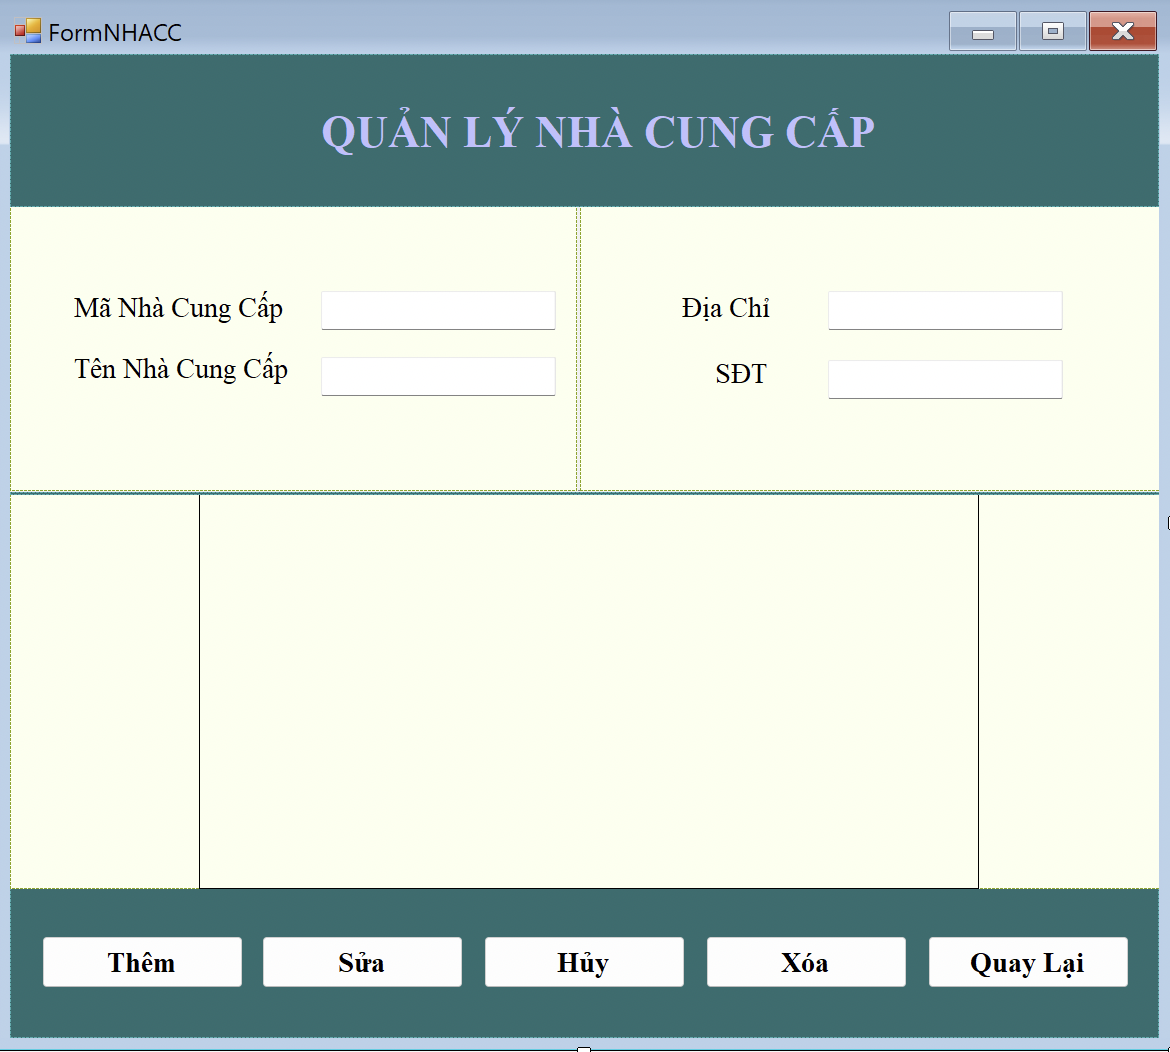 FormNHACC
QUẢN LÝ NHÀ CUNG CẤP
Mã Nhà Cung Cấp
Địa Chỉ
Tên Nhà Cung Cấp
SĐT
Thêm
Sửa
Hủy
Xóa
Quay Lại